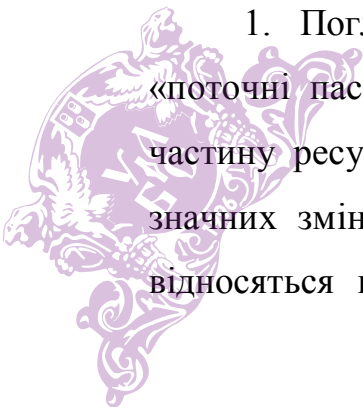 1. Пог
«поточні пас
частину ресу
значних змін
відносяться